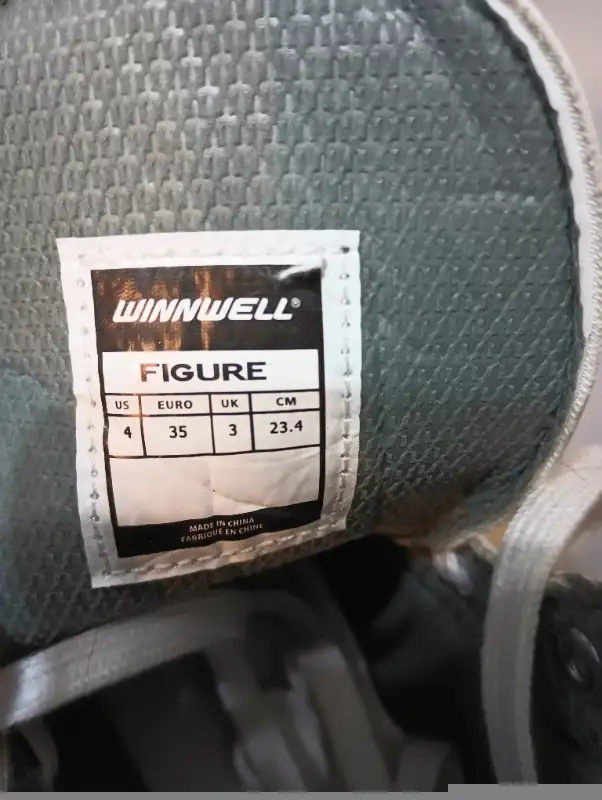 WINNWELL®
FIGURE
US EURO UK CM
4 35 3 23.4
MADE IN CHINA
FABRIQUÉ EN CHINE